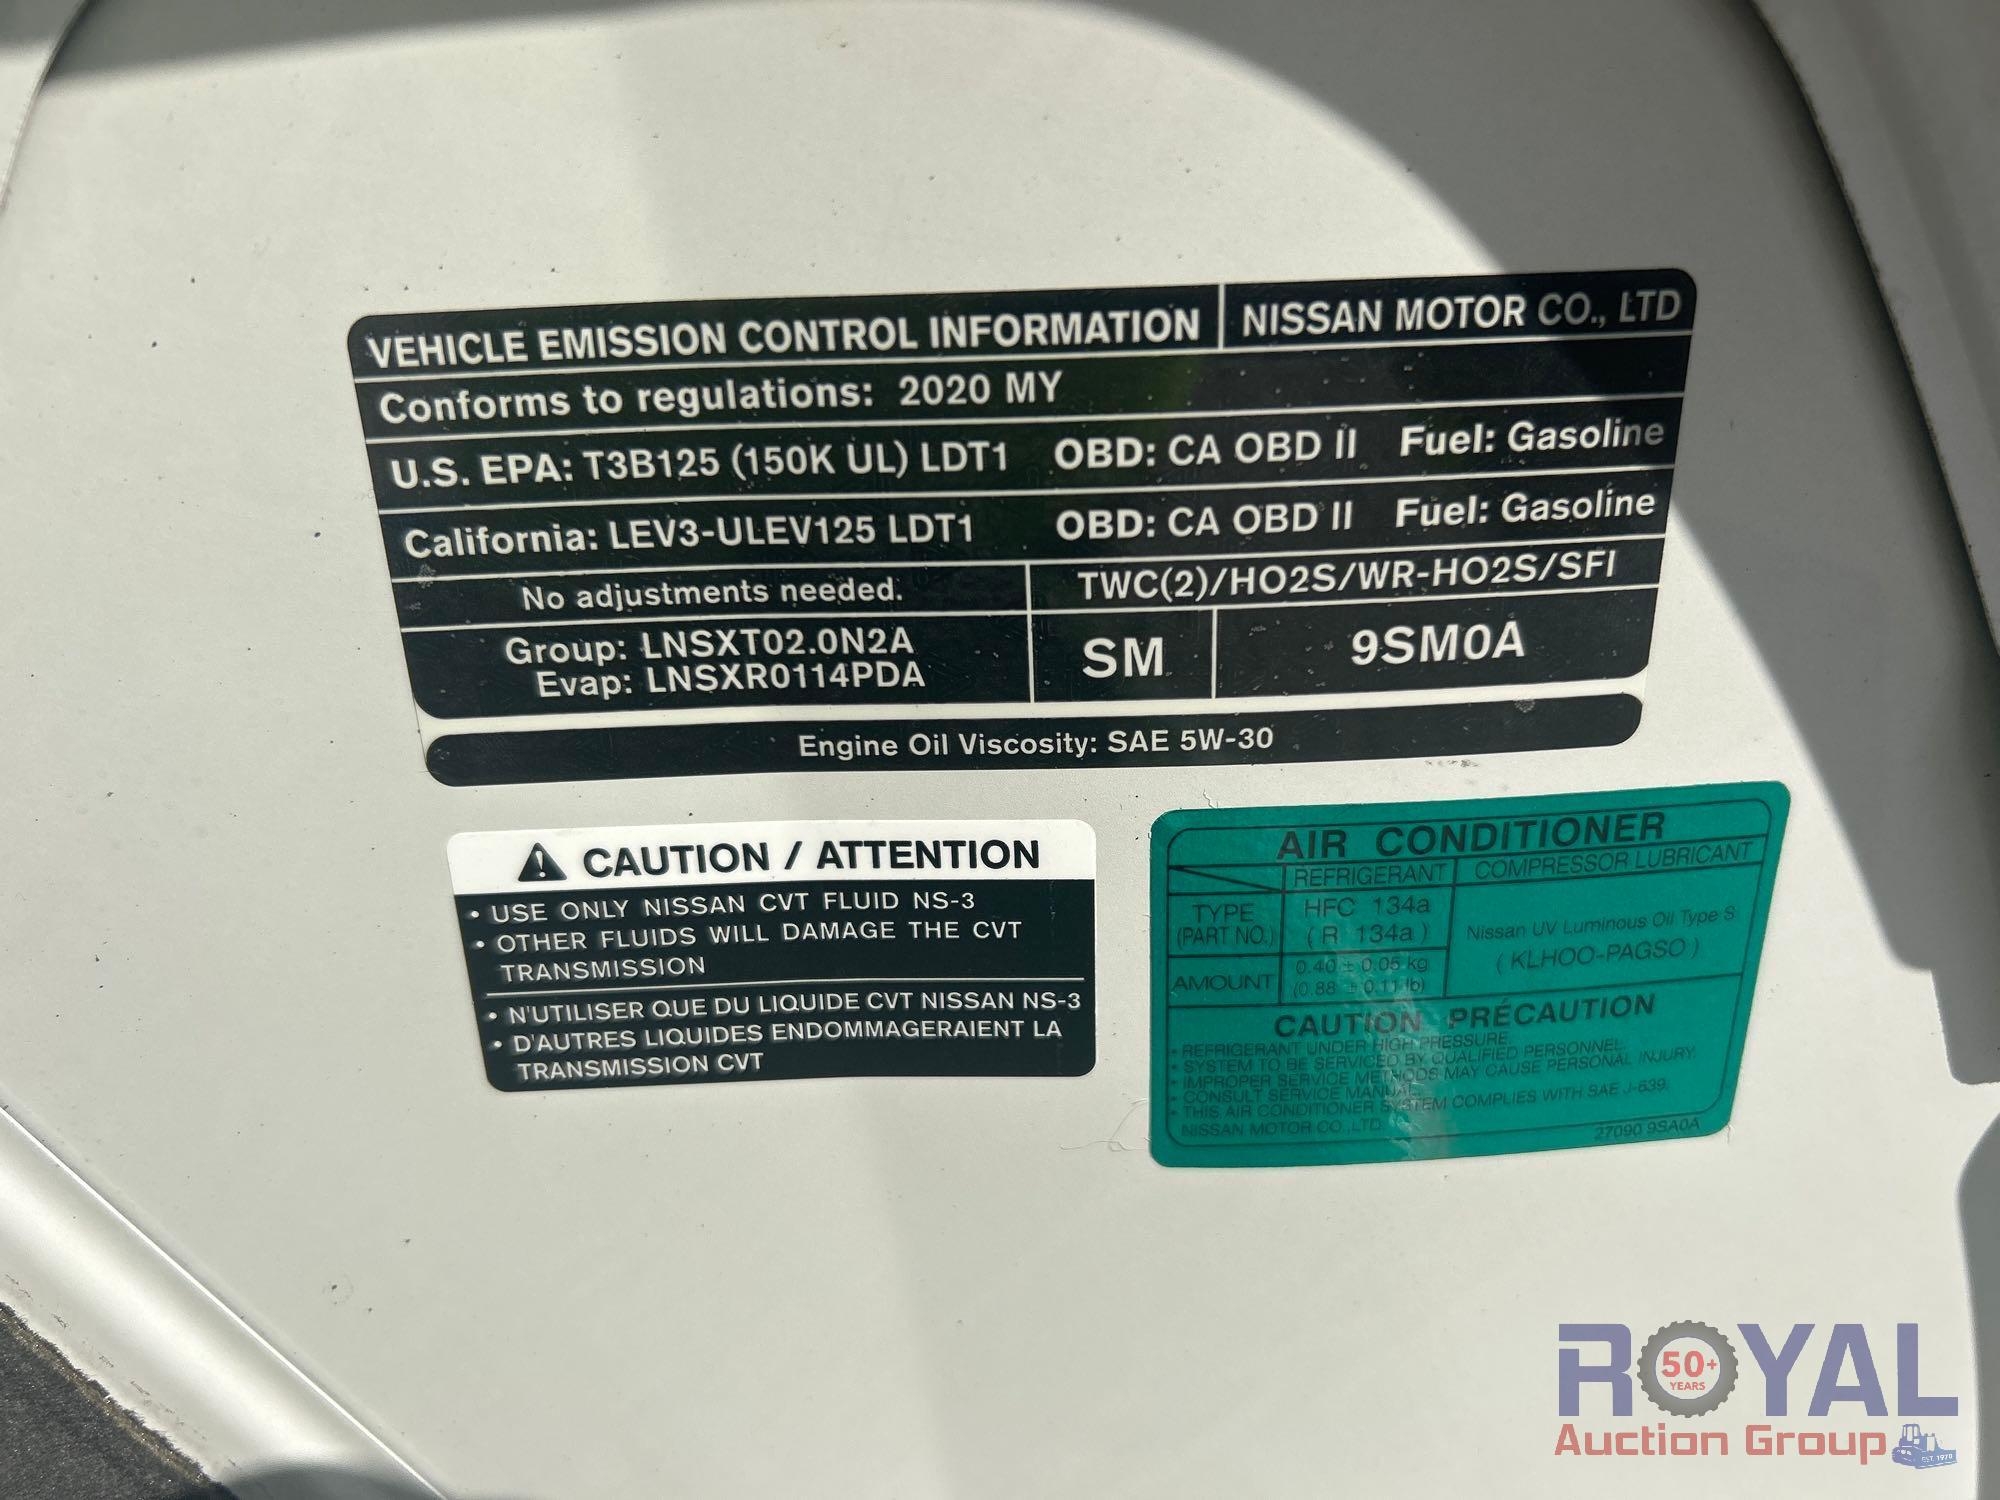 VEHICLE EMISSION CONTROL INFORMATION NISSAN MOTOR CO., LTD
Conforms to regulations: 2020 MY
U.S. EPA: T3B125 (150K UL) LDT1 OBD: CA OBD II Fuel: Gasoline
California: LEV3-ULEV125 LDT1 OBD: CA OBD II Fuel: Gasoline
No adjustments needed. TWC(2)/HO2S/WR-HO2S/SFI
Group: LNSXT02.0N2A
Evap: LNSXR0114PDA
SM 9SM0A
Engine Oil Viscosity: SAE 5W-30
CAUTION / ATTENTION
• USE ONLY NISSAN CVT FLUID NS-3
• OTHER FLUIDS WILL DAMAGE THE CVT
TRANSMISSION
• N'UTILISER QUE DU LIQUIDE CVT NISSAN NS-3
• D'AUTRES LIQUIDES ENDOMMAGERAIENT LA
TRANSMISSION CVT
AIR CONDITIONER
REFRIGERANT COMPRESSOR LUBRICANT
TYPE
(PART NO.)
HFC 134a
( R 134a )
Nissan UV Luminous Oil Type S
( KLHOO-PAGSO )
AMOUNT
0.40 ± 0.05 kg
(0.88 ± 0.11 lb)
CAUTION PRÉCAUTION
• REFRIGERANT UNDER HIGH PRESSURE.
• SYSTEM TO BE SERVICED BY QUALIFIED PERSONNEL.
• IMPROPER SERVICE METHODS MAY CAUSE PERSONAL INJURY.
• CONSULT SERVICE MANUAL.
• THIS AIR CONDITIONER SYSTEM COMPLIES WITH SAE J-639.
NISSAN MOTOR CO.,LTD. 27090 9SA0A
ROYAL
50+
YEARS
Auction Group
EST. 1970